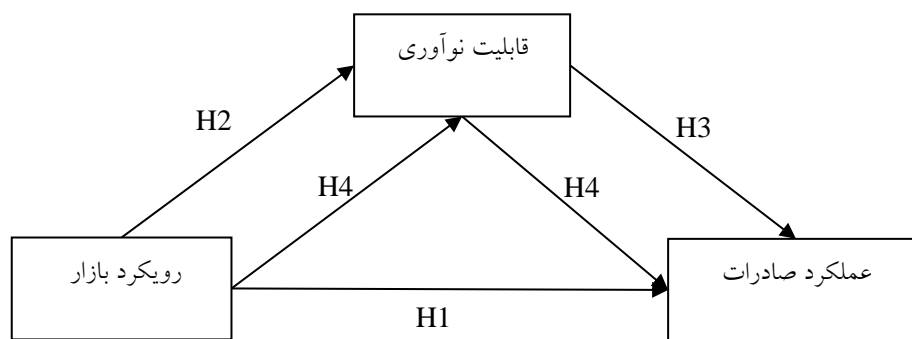 قابلیت نوآوری
H2
H3
H4
H4
رویکرد بازار
عملکرد صادرات
H1